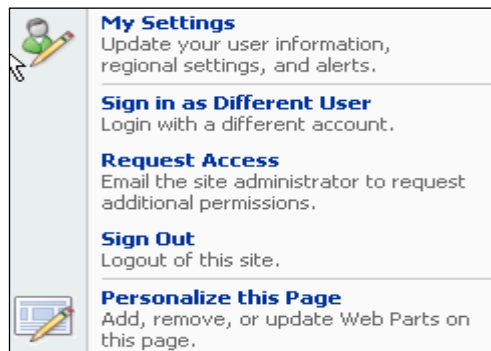 My Settings
Update your user information,
regional settings, and alerts.
Sign in as Different User
Login with a different account.
Request Access
Email the site administrator to request
additional permissions.
Sign Out
Logout of this site.
Personalize this Page
Add, remove, or update Web Parts on
this page.